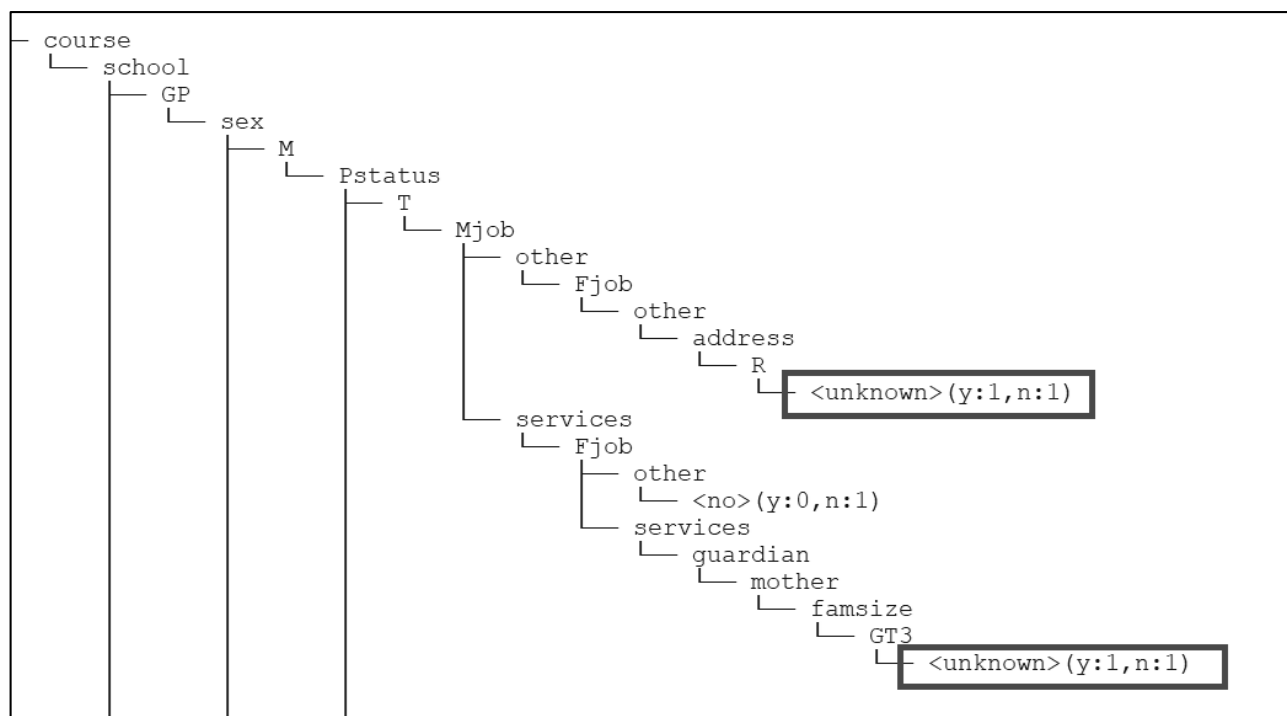 course
school
GP
sex
M
Pstatus
T
Mjob
other
Fjob
other
address
R
<unknown>(y:1,n:1)
services
Fjob
other
<no>(y:0,n:1)
services
guardian
mother
famsize
GT3
<unknown>(y:1,n:1)